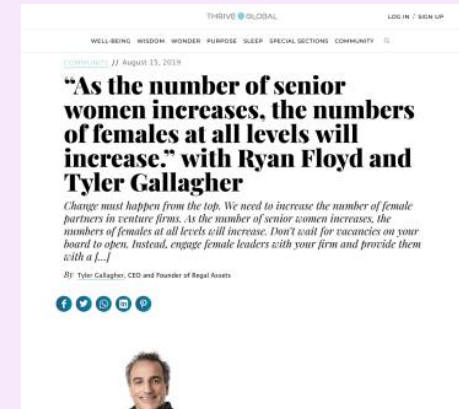 THRIVE GLOBAL
LOG IN / SIGN UP
WELL-BEING WISDOM WONDER PURPOSE SLEEP SPECIAL SECTIONS COMMUNITY
COMMUNITY // August 15, 2019
“As the number of senior
women increases, the numbers
of females at all levels will
increase.” with Ryan Floyd and
Tyler Gallagher
Change must happen from the top. We need to increase the number of female
partners in venture firms. As the number of senior women increases, the
numbers of females at all levels will increase. Don't wait for vacancies on your
board to open. Instead, engage female leaders with your firm and provide them
with a [...]
By Tyler Gallagher, CEO and Founder of Regal Assets